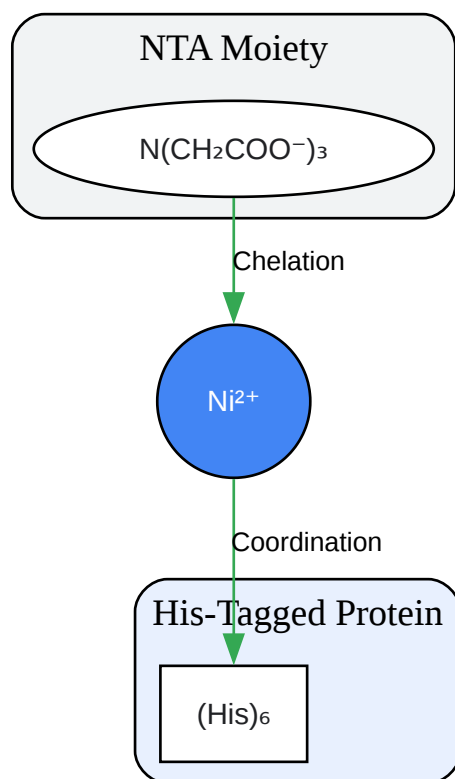 NTA Moiety
N(CH₂COO⁻)₃
Chelation
Ni²⁺
Coordination
His-Tagged Protein
(His)₆